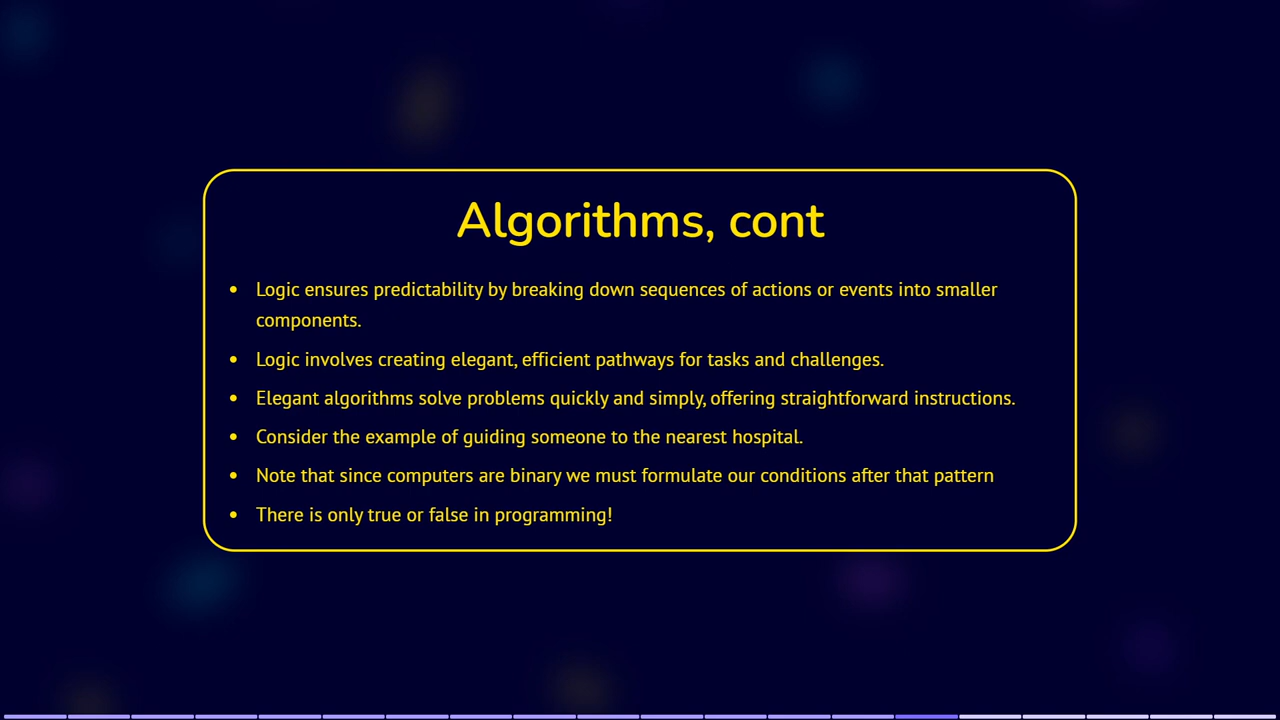 Algorithms, cont
• Logic ensures predictability by breaking down sequences of actions or events into smaller
components.
• Logic involves creating elegant, efficient pathways for tasks and challenges.
• Elegant algorithms solve problems quickly and simply, offering straightforward instructions.
• Consider the example of guiding someone to the nearest hospital.
• Note that since computers are binary we must formulate our conditions after that pattern
• There is only true or false in programming!